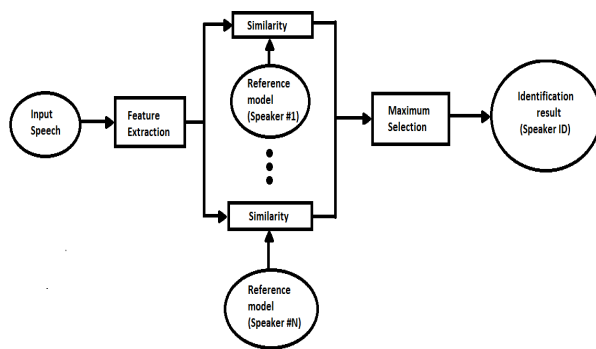 Similarity
Reference
model
(Speaker #1)
Input
Speech
Feature
Extraction
Maximum
Selection
Identification
result
(Speaker ID)
Similarity
Reference
model
(Speaker #N)